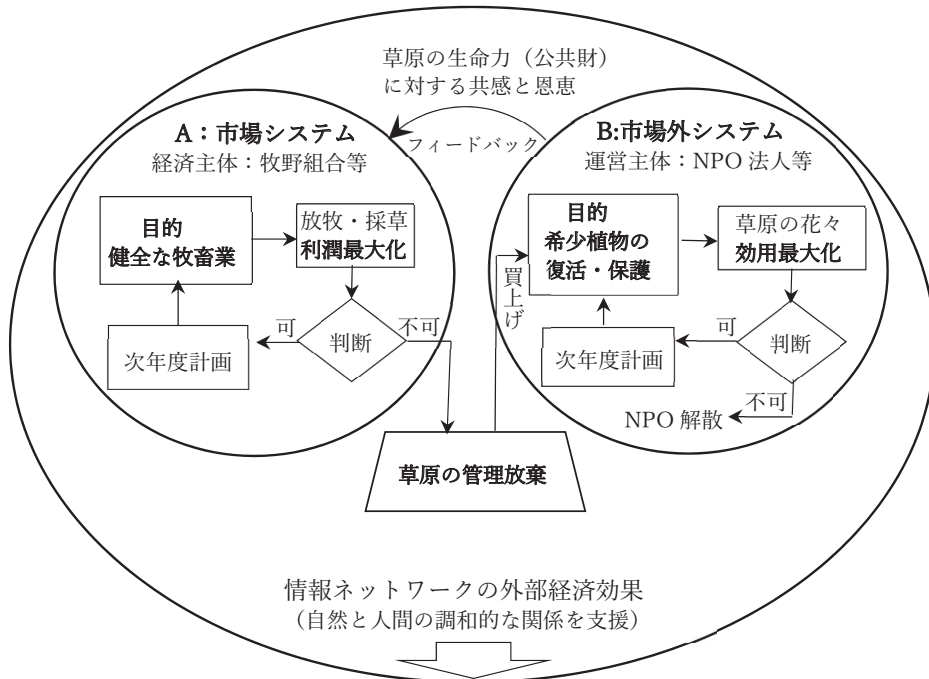 草原の生命力（公共財）
に対する共感と恩恵
フィードバック
A：市場システム
経済主体：牧野組合等
目的
健全な牧畜業
放牧・採草
利潤最大化
判断
可
不可
次年度計画
B:市場外システム
運営主体：NPO 法人等
目的
希少植物の
復活・保護
草原の花々
効用最大化
判断
可
不可
次年度計画
NPO 解散
買上げ
草原の管理放棄
情報ネットワークの外部経済効果
（自然と人間の調和的な関係を支援）